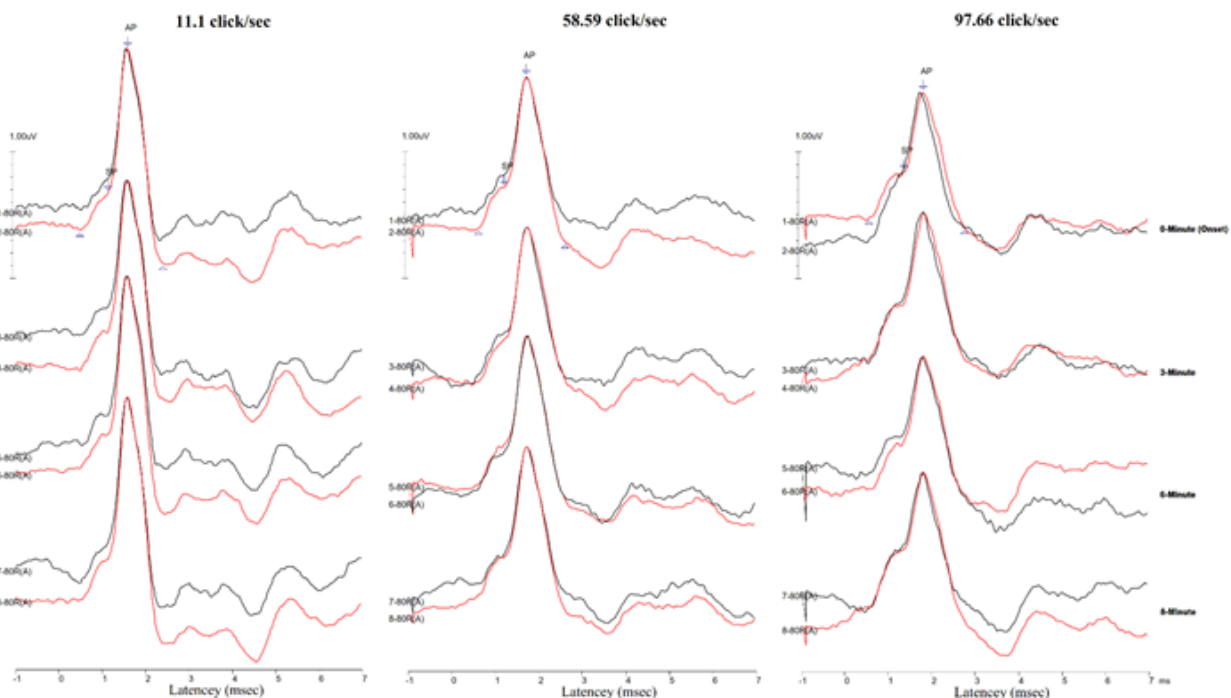 11.1 click/sec
58.59 click/sec
97.66 click/sec
AP
AP
AP
1.00uV
1.00uV
1.00uV
SP
SP
SP
1-80R(A)
1-80R(A)
1-80R(A)
2-80R(A)
2-80R(A)
0-Minute (Onset)
3-80R(A)
3-80R(A)
3-Minute
4-80R(A)
4-80R(A)
4-80R(A)
5-80R(A)
5-80R(A)
5-80R(A)
6-80R(A)
6-80R(A)
6-Minute
7-80R(A)
7-80R(A)
7-80R(A)
8-80R(A)
8-80R(A)
8-Minute
-1 0 1 2 3 4 5 6 7
-1 0 1 2 3 4 5 6 7
-1 0 1 2 3 4 5 6 7 ms
Latencey (msec)
Latencey (msec)
Latencey (msec)